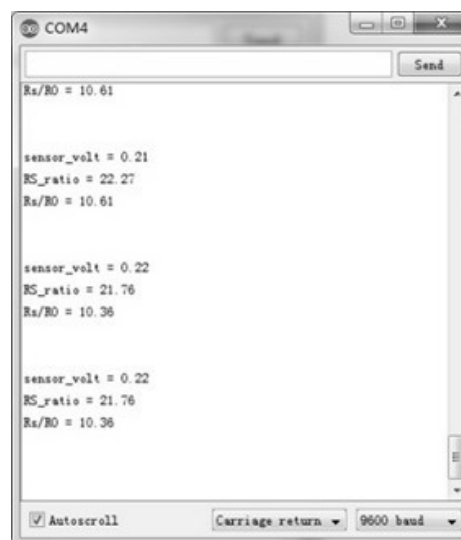 COM4
Send
Rs/R0 = 10.61
sensor_volt = 0.21
RS_ratio = 22.27
Rs/R0 = 10.61
sensor_volt = 0.22
RS_ratio = 21.76
Rs/R0 = 10.36
sensor_volt = 0.22
RS_ratio = 21.76
Rs/R0 = 10.36
Autoscroll
Carriage return
9600 baud